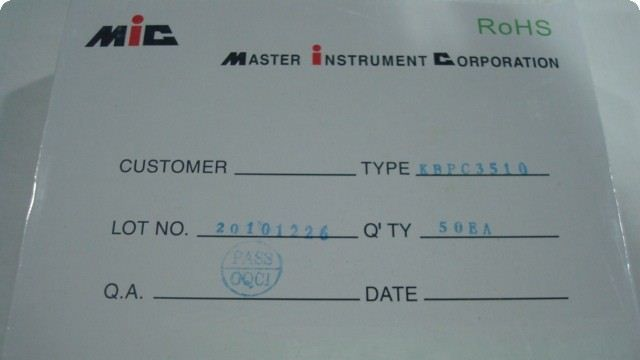 MIC
RoHS
MASTER INSTRUMENT CORPORATION
CUSTOMER TYPE KBPC3510
LOT NO. 20101226 Q'TY 50EA
PASS
OQC1
Q.A. DATE